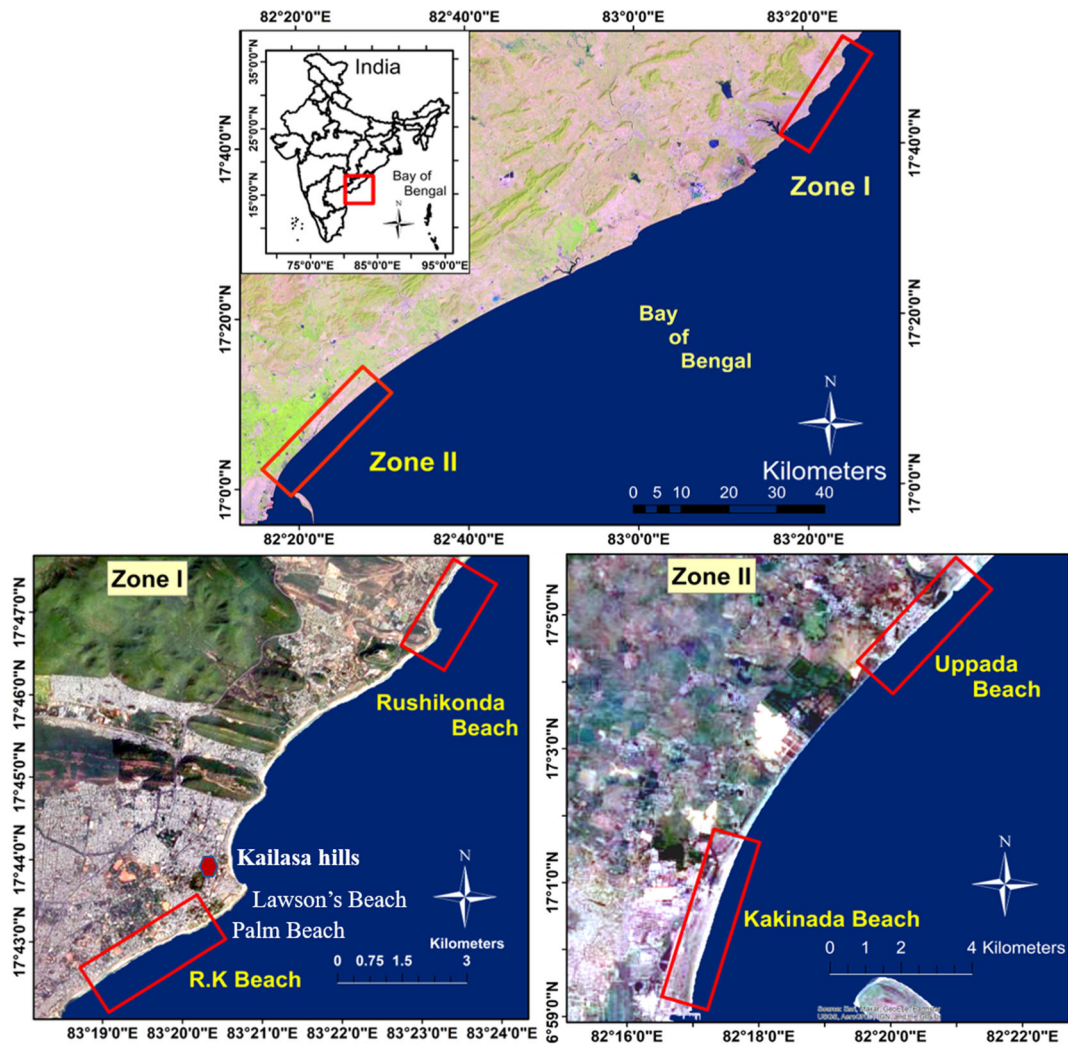 82°20'0"E 82°40'0"E 83°0'0"E 83°20'0"E
India
35°0'0"N
25°0'0"N
15°0'0"N
Bay of
Bengal
N
75°0'0"E 85°0'0"E 95°0'0"E
17°40'0"N
17°20'0"N
17°0'0"N
Zone I
Bay
of
Bengal
Zone II
N
Kilometers
0 5 10 20 30 40
17°40'0"N
17°20'0"N
17°0'0"N
82°20'0"E 82°40'0"E 83°0'0"E 83°20'0"E
Zone I
17°47'0"N
17°46'0"N
17°45'0"N
17°44'0"N
17°43'0"N
Rushikonda
Beach
Kailasa hills
Lawson's Beach
Palm Beach
R.K Beach
N
Kilometers
0 0.75 1.5 3
83°19'0"E 83°20'0"E 83°21'0"E 83°22'0"E 83°23'0"E 83°24'0"E
Zone II
17°5'0"N
17°3'0"N
17°1'0"N
6°59'0"N
Uppada
Beach
Kakinada Beach
N
0 1 2 4 Kilometers
82°16'0"E 82°18'0"E 82°20'0"E 82°22'0"E